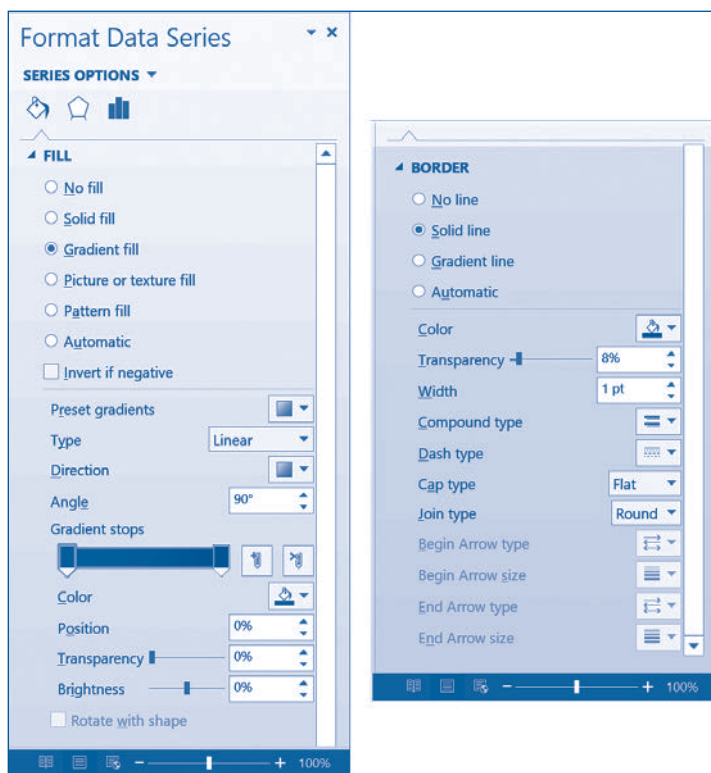 Format Data Series
SERIES OPTIONS
FILL
No fill
Solid fill
Gradient fill
Picture or texture fill
Pattern fill
Automatic
Invert if negative
Preset gradients
Type Linear
Direction
Angle 90°
Gradient stops
Color
Position 0%
Transparency 0%
Brightness 0%
Rotate with shape
100%
BORDER
No line
Solid line
Gradient line
Automatic
Color
Transparency 8%
Width 1 pt
Compound type
Dash type
Cap type Flat
Join type Round
Begin Arrow type
Begin Arrow size
End Arrow type
End Arrow size
100%